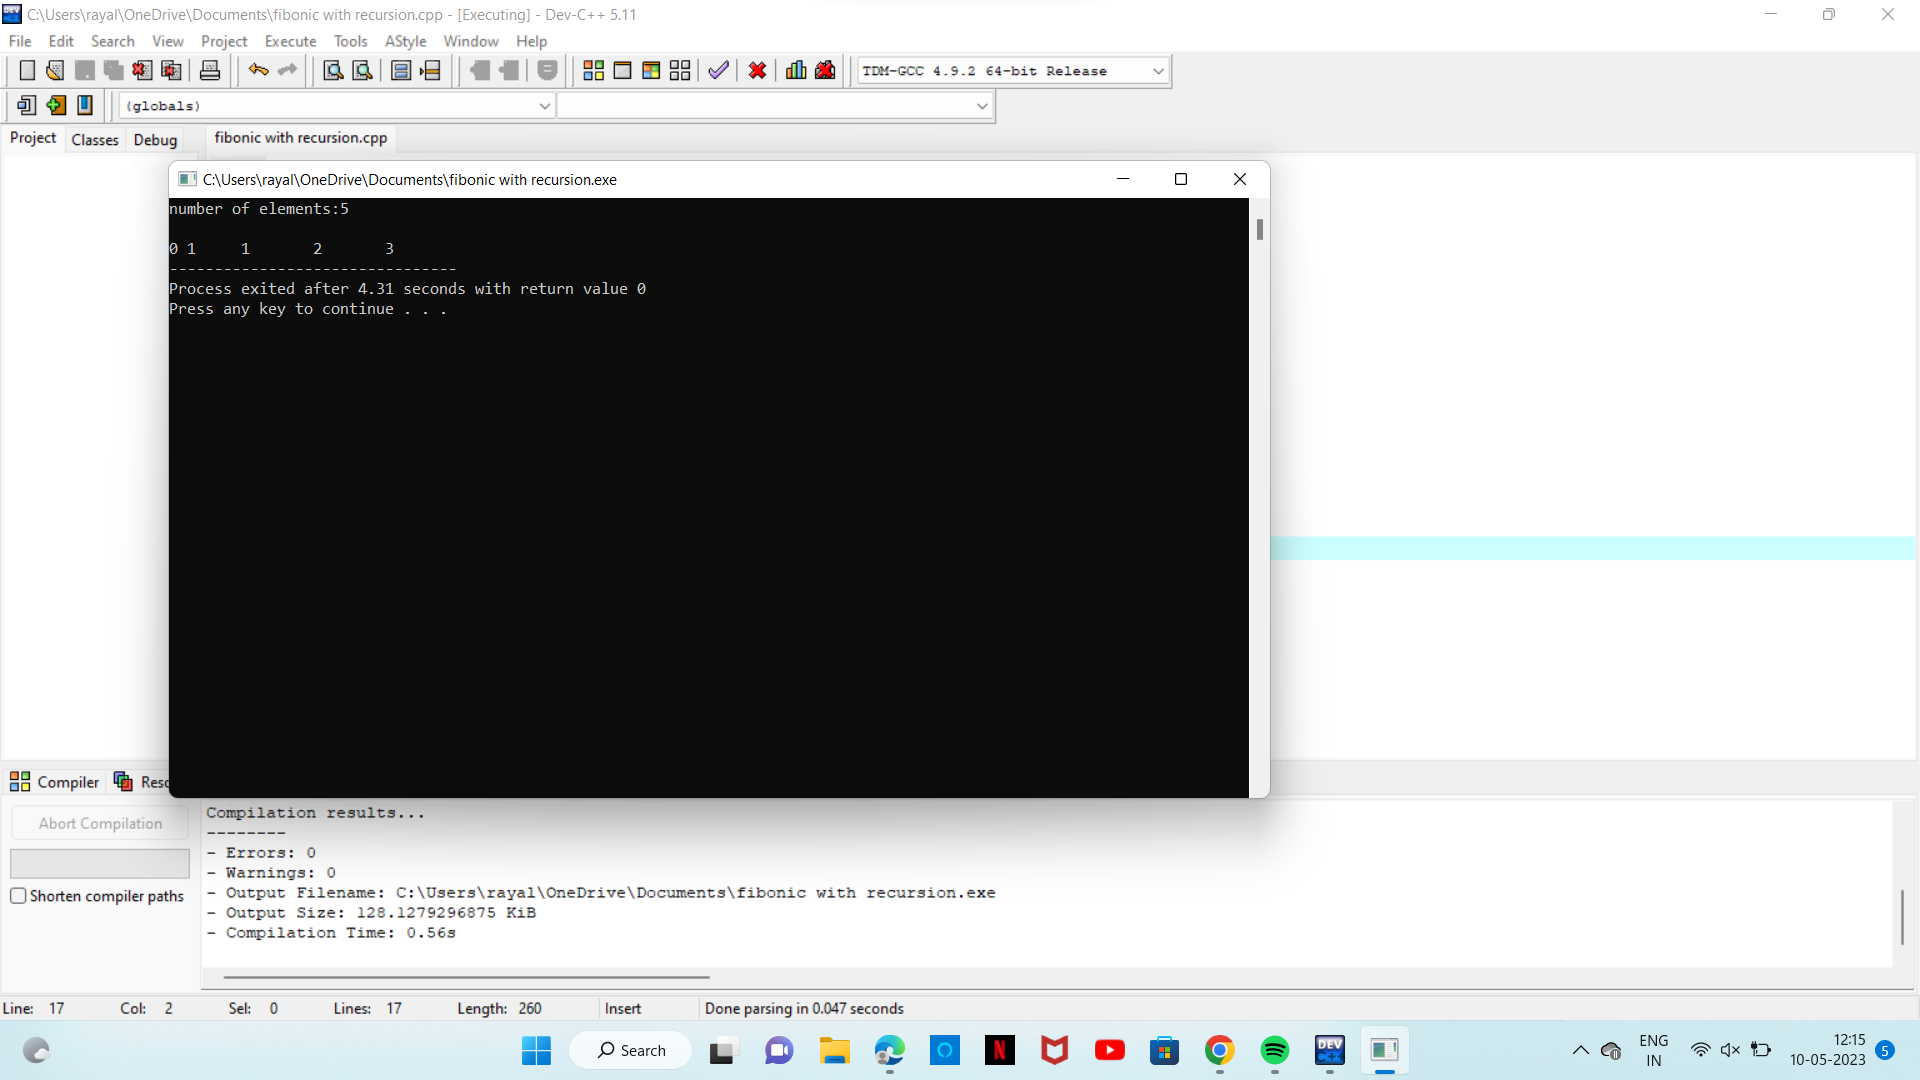 C:\Users\rayal\OneDrive\Documents\fibonic with recursion.cpp - [Executing] - Dev-C++ 5.11
File Edit Search View Project Execute Tools AStyle Window Help
TDM-GCC 4.9.2 64-bit Release
(globals)
Project Classes Debug fibonic with recursion.cpp
C:\Users\rayal\OneDrive\Documents\fibonic with recursion.exe
number of elements:5
0 1 1 2 3
--------------------------------
Process exited after 4.31 seconds with return value 0
Press any key to continue . . .
Compiler Reso
Abort Compilation
Shorten compiler paths
Compilation results...
--------
- Errors: 0
- Warnings: 0
- Output Filename: C:\Users\rayal\OneDrive\Documents\fibonic with recursion.exe
- Output Size: 128.1279296875 KiB
- Compilation Time: 0.56s
Line: 17 Col: 2 Sel: 0 Lines: 17 Length: 260 Insert Done parsing in 0.047 seconds
Search
DEV C++
ENG
IN
12:15
10-05-2023
5